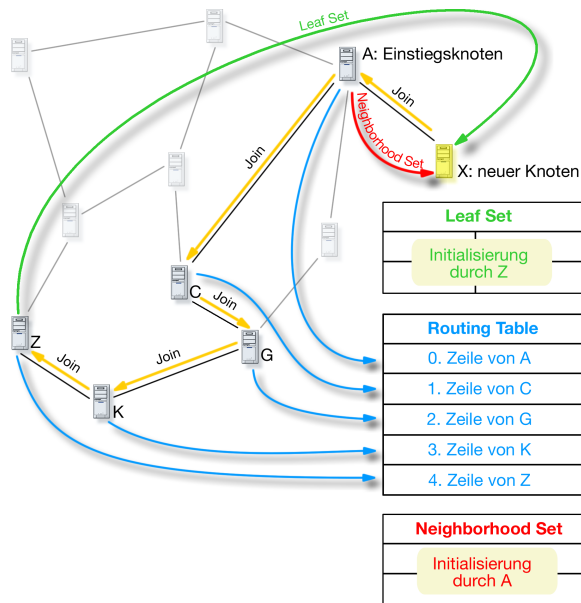 Leaf Set
A: Einstiegsknoten
Join
Neighborhood Set
X: neuer Knoten
Join
Leaf Set
Initialisierung
durch Z
C
Join
Routing Table
Z
Join
Join
G
0. Zeile von A
1. Zeile von C
K
2. Zeile von G
3. Zeile von K
4. Zeile von Z
Neighborhood Set
Initialisierung
durch A